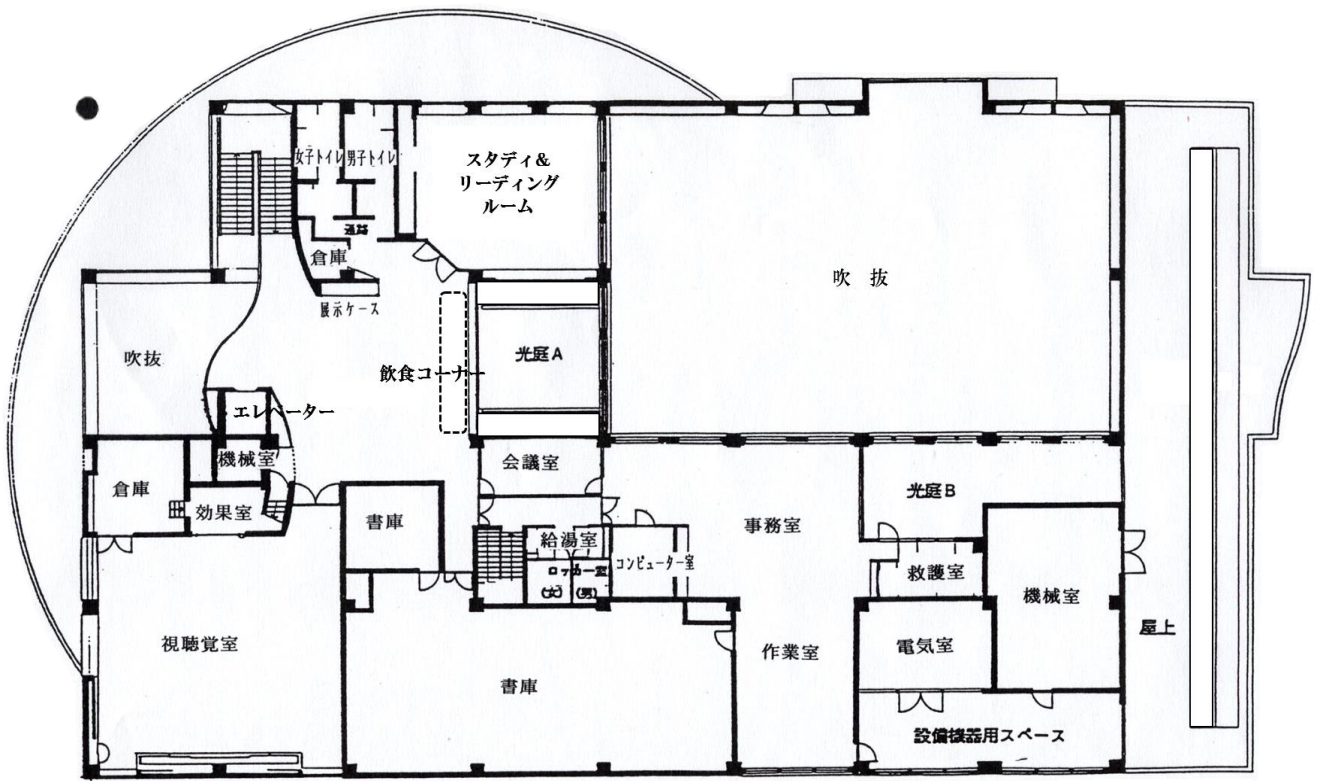 女子トイレ
男子トイレ
スタディ&
リーディング
ルーム
通路
倉庫
展示ケース
吹 抜
吹抜
光庭A
飲食コーナー
エレベーター
機械室
会議室
倉庫
効果室
書庫
光庭B
事務室
給湯室
コンピューター室
ロッカー室
(女)
(男)
救護室
機械室
視聴覚室
書庫
作業室
電気室
屋上
設備機器用スペース